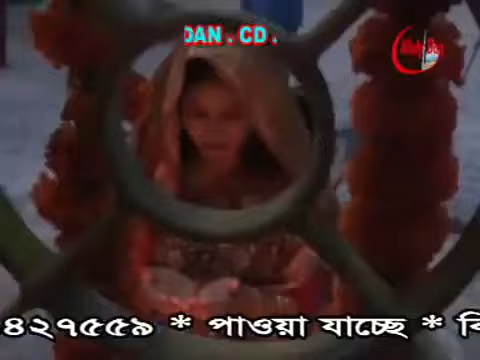 DAN . CD .
৪২৭৫৫৯ * পাওয়া যাচ্ছে * বি